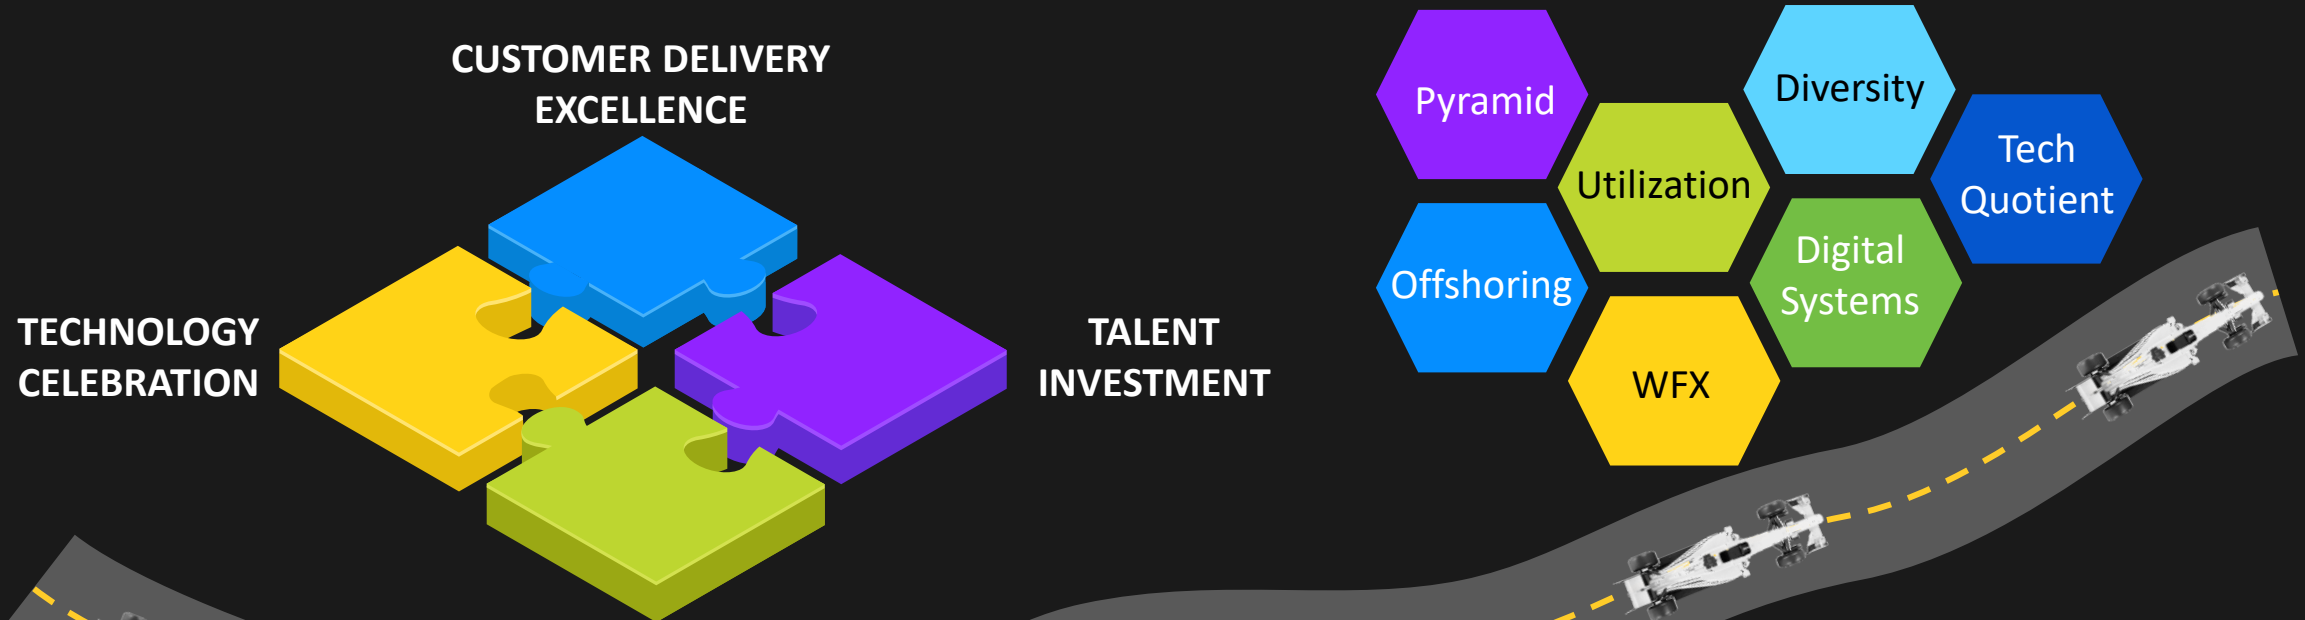 CUSTOMER DELIVERY
EXCELLENCE
TECHNOLOGY
CELEBRATION
TALENT
INVESTMENT
Pyramid
Diversity
Utilization
Tech
Quotient
Offshoring
Digital
Systems
WFX